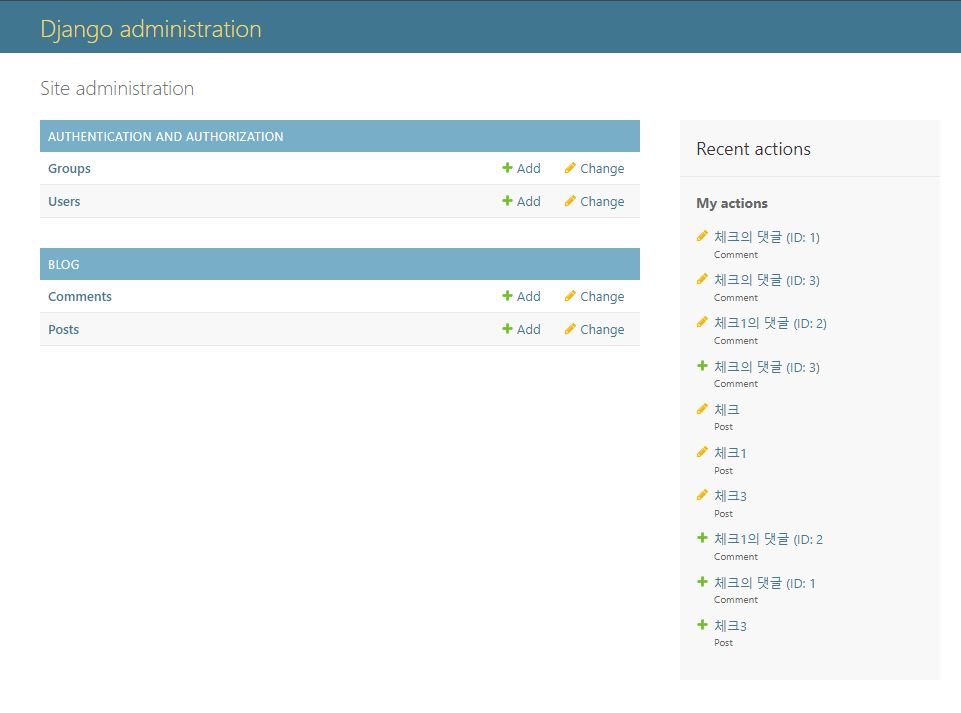 Django administration
Site administration
AUTHENTICATION AND AUTHORIZATION
Groups Add Change
Users Add Change
BLOG
Comments Add Change
Posts Add Change
Recent actions
My actions
체크의 댓글 (ID: 1)
Comment
체크의 댓글 (ID: 3)
Comment
체크1의 댓글 (ID: 2)
Comment
체크의 댓글 (ID: 3)
Comment
체크
Post
체크1
Post
체크3
Post
체크1의 댓글 (ID: 2
Comment
체크의 댓글 (ID: 1
Comment
체크3
Post